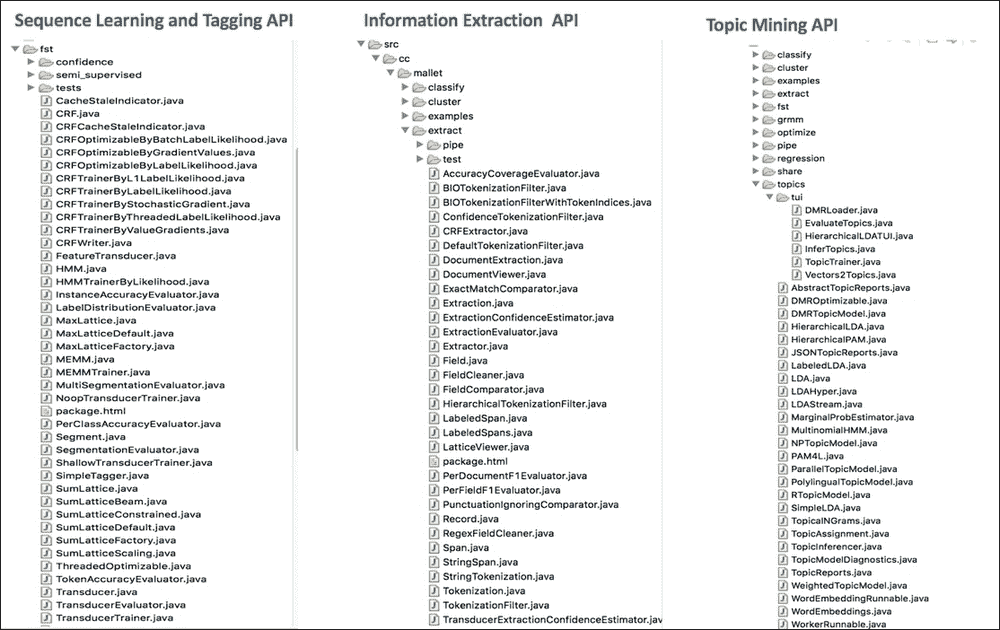 Sequence Learning and Tagging API
fst
confidence
semi_supervised
tests
CacheStaleIndicator.java
CRF.java
CRFCacheStaleIndicator.java
CRFOptimizableByBatchLabelLikelihood.java
CRFOptimizableByGradientValues.java
CRFOptimizableByLabelLikelihood.java
CRFTrainerByL1LabelLikelihood.java
CRFTrainerByLabelLikelihood.java
CRFTrainerByStochasticGradient.java
CRFTrainerByThreadedLabelLikelihood.java
CRFTrainerByValueGradients.java
CRFWriter.java
FeatureTransducer.java
HMM.java
HMMTrainerByLikelihood.java
InstanceAccuracyEvaluator.java
LabelDistributionEvaluator.java
MaxLattice.java
MaxLatticeDefault.java
MaxLatticeFactory.java
MEMM.java
MEMMTrainer.java
MultiSegmentationEvaluator.java
NoopTransducerTrainer.java
package.html
PerClassAccuracyEvaluator.java
Segment.java
SegmentationEvaluator.java
ShallowTransducerTrainer.java
SimpleTagger.java
SumLattice.java
SumLatticeBeam.java
SumLatticeConstrained.java
SumLatticeDefault.java
SumLatticeFactory.java
SumLatticeScaling.java
ThreadedOptimizable.java
TokenAccuracyEvaluator.java
Transducer.java
TransducerEvaluator.java
TransducerTrainer.java
Information Extraction API
src
cc
mallet
classify
cluster
examples
extract
pipe
test
AccuracyCoverageEvaluator.java
BIOTokenizationFilter.java
BIOTokenizationFilterWithTokenIndices.java
ConfidenceTokenizationFilter.java
CRFExtractor.java
DefaultTokenizationFilter.java
DocumentExtraction.java
DocumentViewer.java
ExactMatchComparator.java
Extraction.java
ExtractionConfidenceEstimator.java
ExtractionEvaluator.java
Extractor.java
Field.java
FieldCleaner.java
FieldComparator.java
HierarchicalTokenizationFilter.java
LabeledSpan.java
LabeledSpans.java
LatticeViewer.java
package.html
PerDocumentF1Evaluator.java
PerFieldF1Evaluator.java
PunctuationIgnoringComparator.java
Record.java
RegexFieldCleaner.java
Span.java
StringSpan.java
StringTokenization.java
Tokenization.java
TokenizationFilter.java
TransducerExtractionConfidenceEstimator.jav
Topic Mining API
classify
cluster
examples
extract
fst
grmm
optimize
pipe
regression
share
topics
tui
DMRLoader.java
EvaluateTopics.java
HierarchicalLDATUI.java
InferTopics.java
TopicTrainer.java
Vectors2Topics.java
AbstractTopicReports.java
DMROptimizable.java
DMRTopicModel.java
HierarchicalLDA.java
HierarchicalPAM.java
JSONTopicReports.java
LabeledLDA.java
LDA.java
LDAHyper.java
LDAStream.java
MarginalProbEstimator.java
MultinomialHMM.java
NPTopicModel.java
PAM4L.java
ParallelTopicModel.java
PolylingualTopicModel.java
RTopicModel.java
SimpleLDA.java
TopicalNGrams.java
TopicAssignment.java
TopicInferencer.java
TopicModelDiagnostics.java
TopicReports.java
WeightedTopicModel.java
WordEmbeddingRunnable.java
WordEmbeddings.java
WorkerRunnable.java